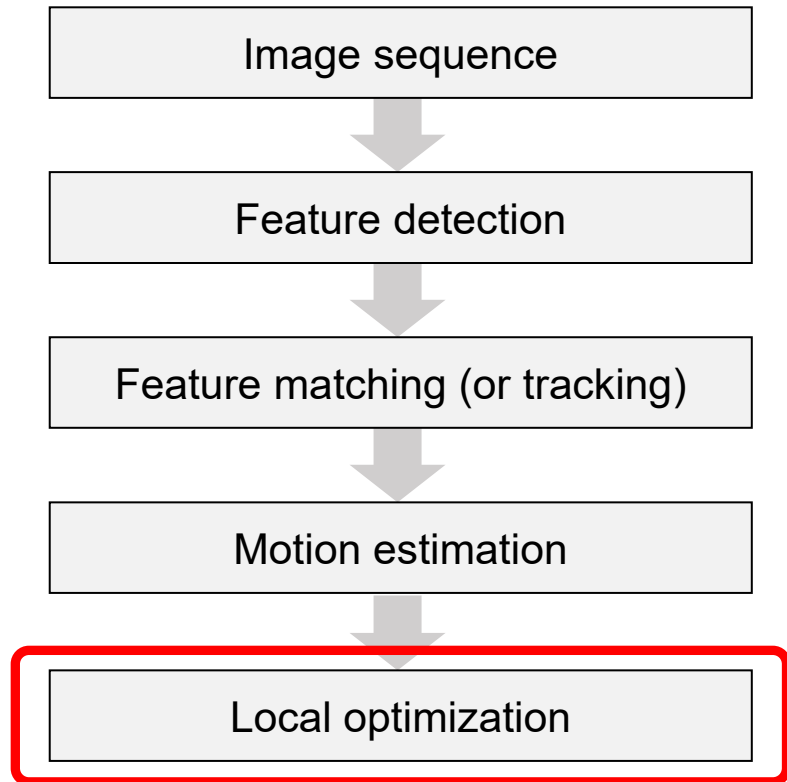 Image sequence
Feature detection
Feature matching (or tracking)
Motion estimation
Local optimization